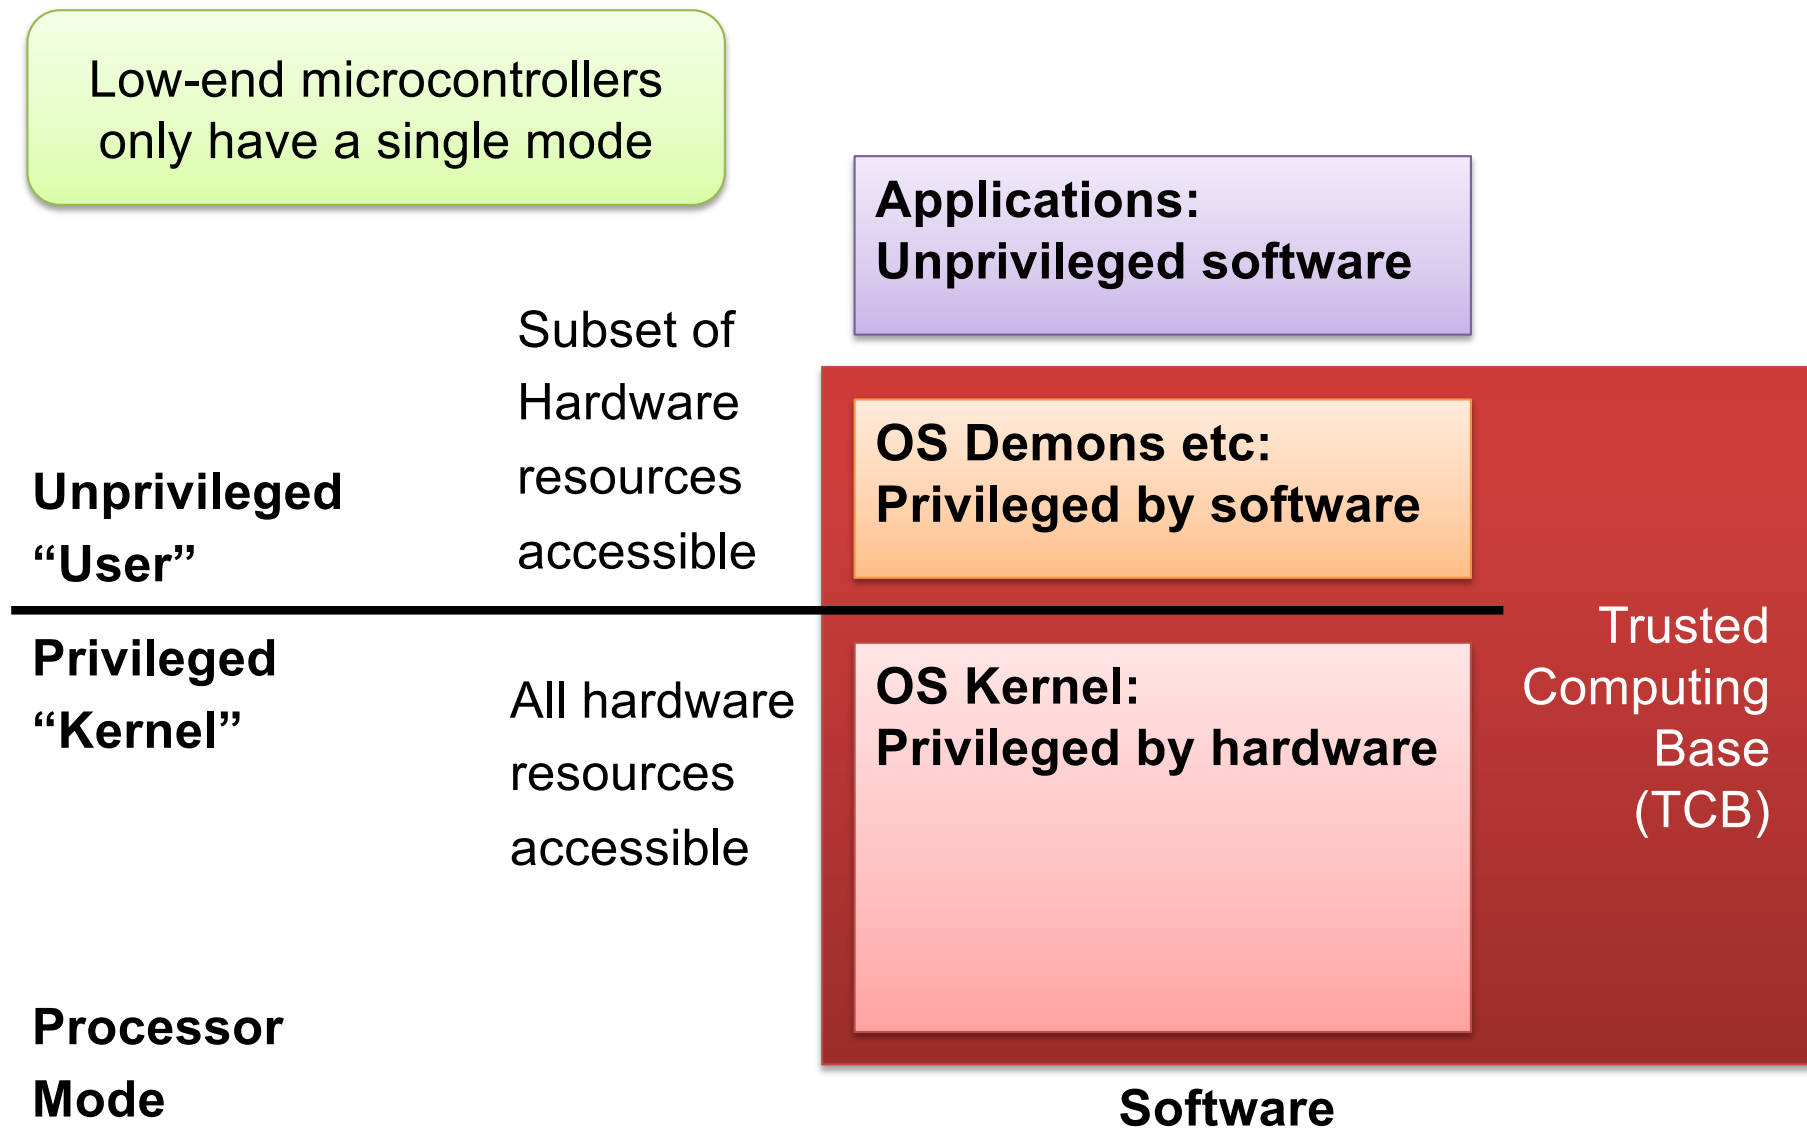 Low-end microcontrollers
only have a single mode
Applications:
Unprivileged software
Subset of
Hardware
resources
accessible
Unprivileged
“User”
OS Demons etc:
Privileged by software
Privileged
“Kernel”
All hardware
resources
accessible
OS Kernel:
Privileged by hardware
Trusted
Computing
Base
(TCB)
Processor
Mode
Software